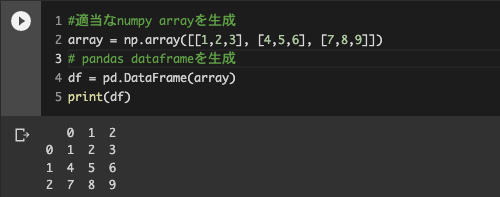 1 #適当なnumpy arrayを生成
2 array = np.array([[1,2,3], [4,5,6], [7,8,9]])
3 # pandas dataframeを生成
4 df = pd.DataFrame(array)
5 print(df)
0 1 2
0 1 2 3
1 4 5 6
2 7 8 9